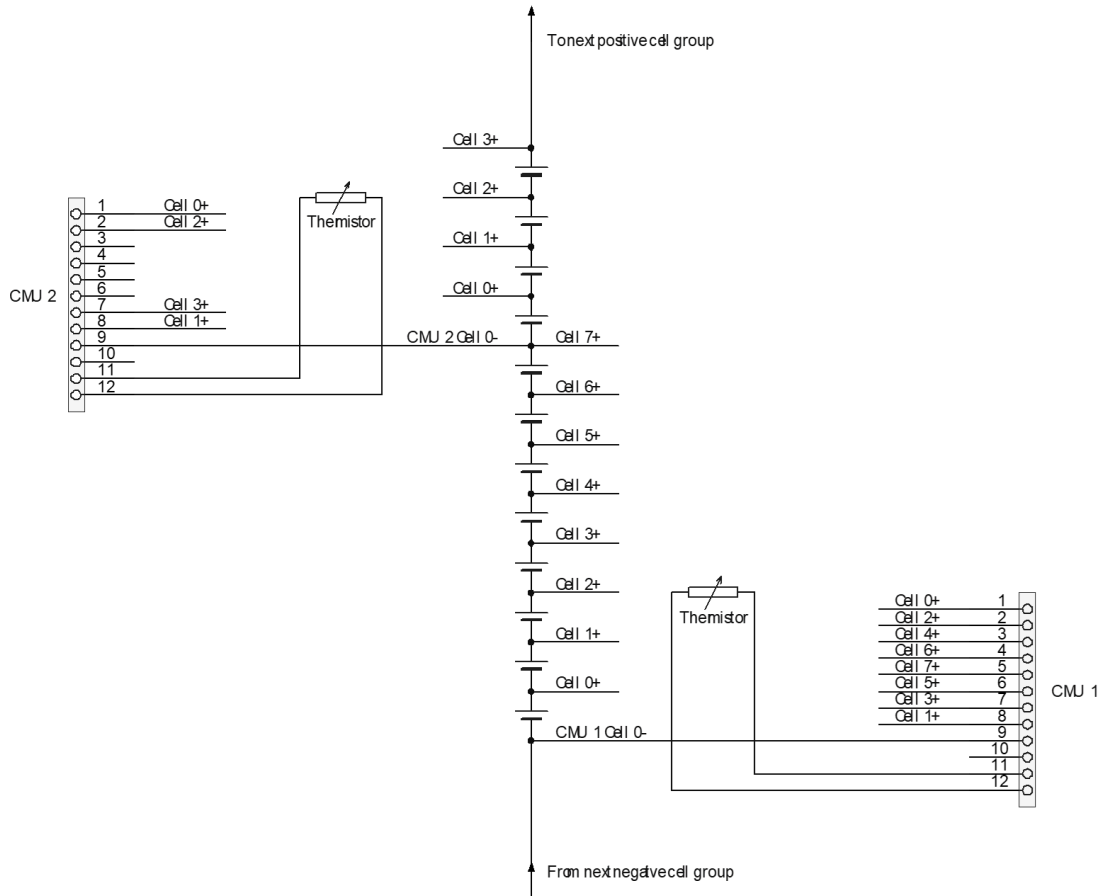 To next positive cell group
Cell 3+
Cell 2+
Cell 1+
Cell 0+
Themistor
1 Cell 0+
2 Cell 2+
3
4
5
6
7 Cell 3+
8 Cell 1+
9
10
11
12
CMU 2
CMU 2 Cell 0-
Cell 7+
Cell 6+
Cell 5+
Cell 4+
Cell 3+
Cell 2+
Cell 1+
Cell 0+
CMU 1 Cell 0-
Themistor
Cell 0+ 1
Cell 2+ 2
Cell 4+ 3
Cell 6+ 4
Cell 7+ 5
Cell 5+ 6
Cell 3+ 7
Cell 1+ 8
9
10
11
12
CMU 1
From next negative cell group